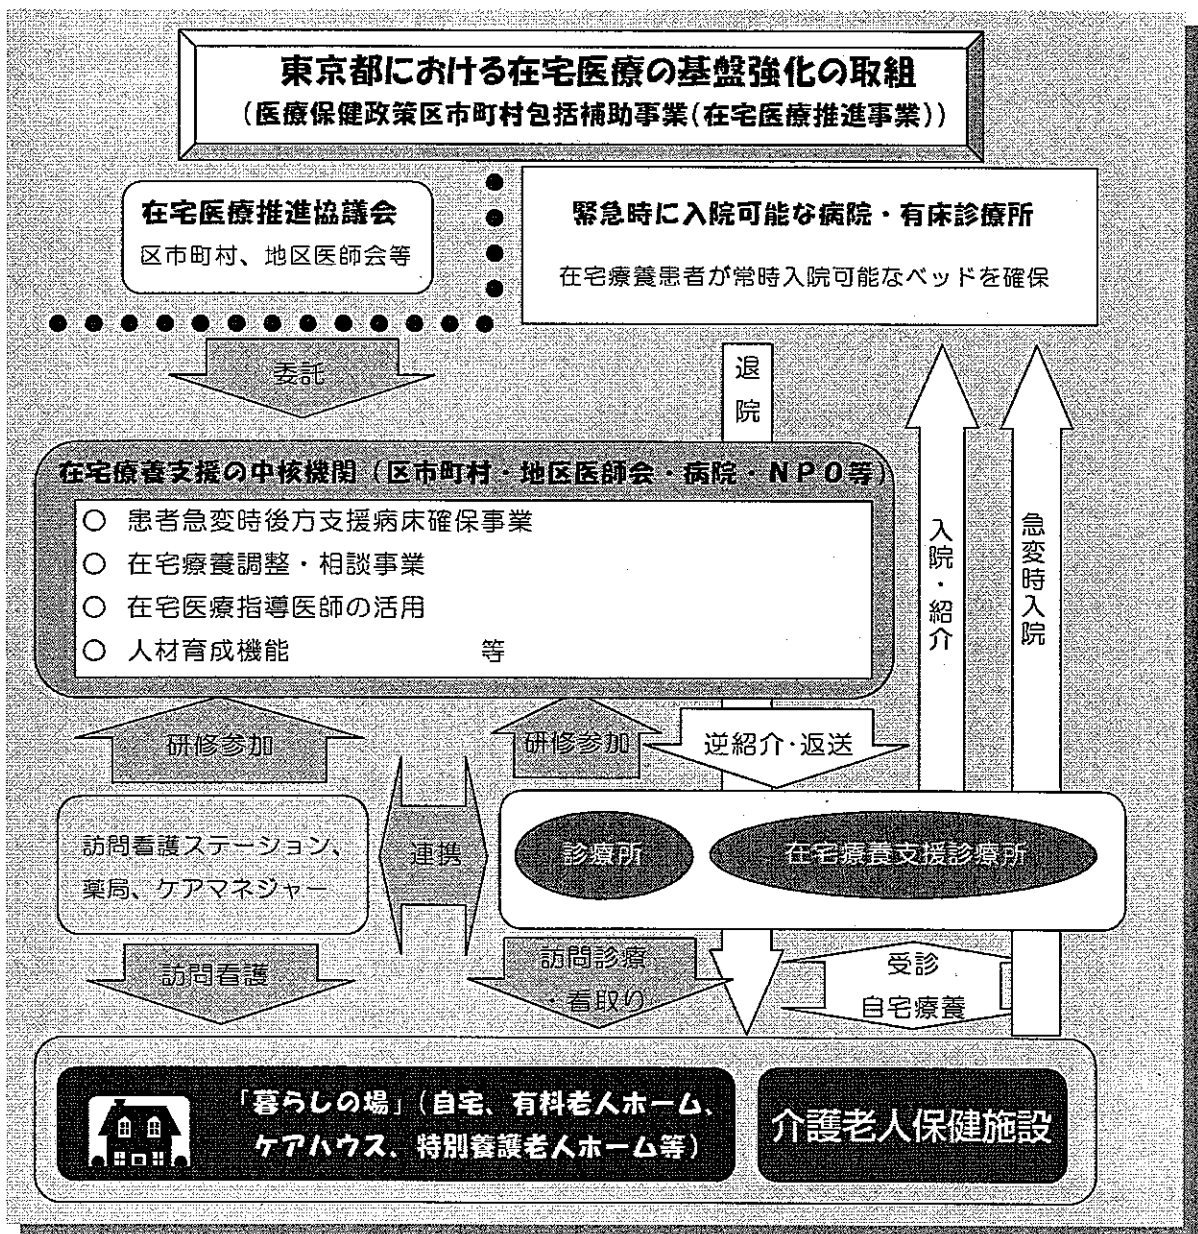 東京都における在宅医療の基盤強化の取組
(医療保健政策区市町村包括補助事業(在宅医療推進事業))
在宅医療推進協議会
区市町村、地区医師会等
緊急時に入院可能な病院・有床診療所
在宅療養患者が常時入院可能なベッドを確保
委託
退院
在宅療養支援の中核機関(区市町村・地区医師会・病院・NPO等)
○ 患者急変時後方支援病床確保事業
○ 在宅療養調整・相談事業
○ 在宅医療指導医師の活用
○ 人材育成機能 等
入院・紹介
急変時入院
研修参加
研修参加
逆紹介・返送
訪問看護ステーション、
薬局、ケアマネジャー
連携
診療所
在宅療養支援診療所
訪問看護
訪問診療
・看取り
受診
自宅療養
「暮らしの場」(自宅、有料老人ホーム、
ケアハウス、特別養護老人ホーム等)
介護老人保健施設